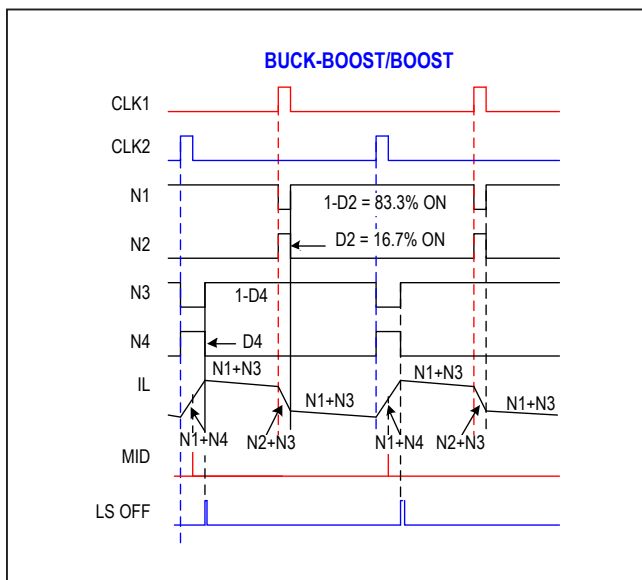 BUCK-BOOST/BOOST
CLK1
CLK2
N1
1-D2 = 83.3% ON
N2
D2 = 16.7% ON
N3
1-D4
N4
D4
IL
N1+N3
N1+N3
N1+N3
N1+N3
N1+N4
N2+N3
N1+N4
N2+N3
MID
LS OFF